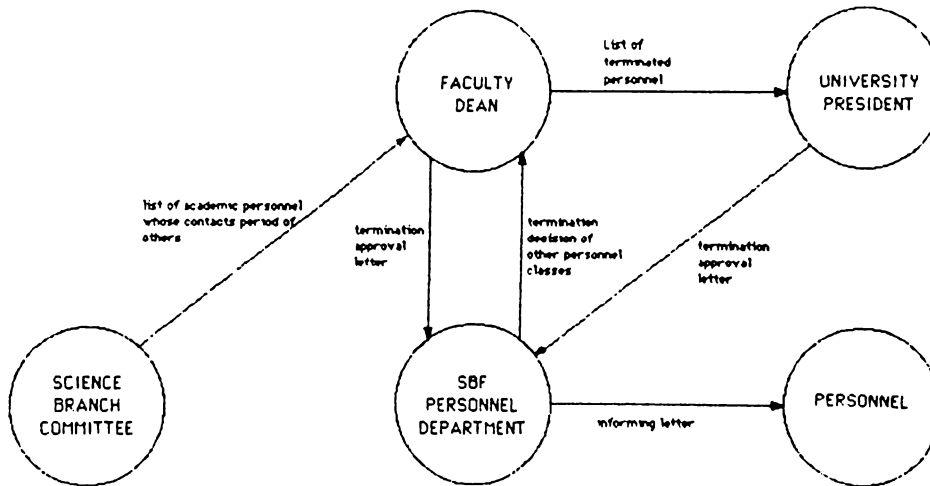 FACULTY
DEAN
List of
terminated
personnel
UNIVERSITY
PRESIDENT
list of academic personnel
whose contacts period of
others
termination
approval
letter
termination
decision of
other personnel
classes
termination
approval
letter
SCIENCE
BRANCH
COMMITTEE
SBF
PERSONNEL
DEPARTMENT
informing letter
PERSONNEL